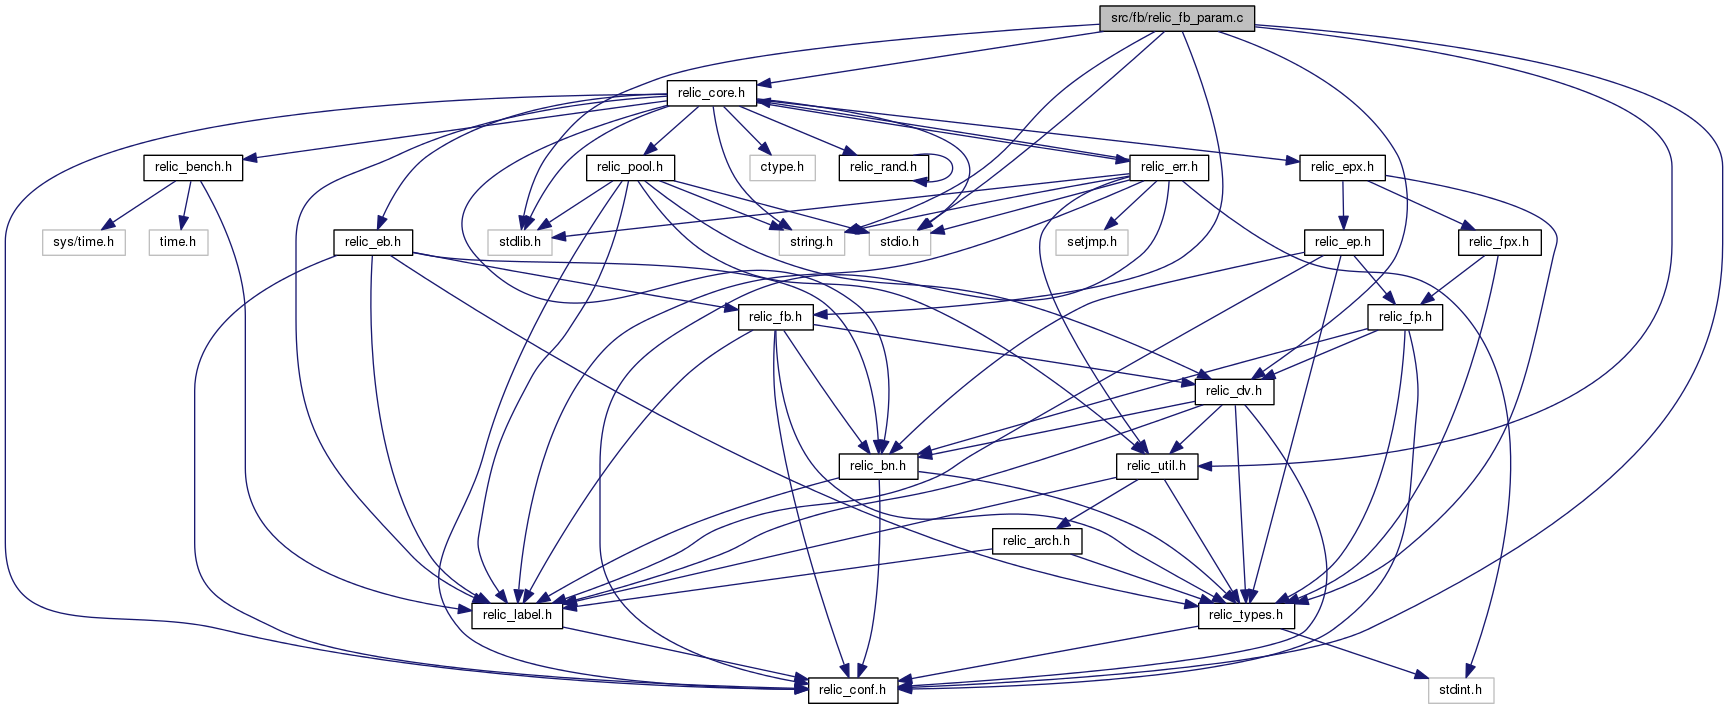 src/fb/relic_fb_param.c
relic_core.h
relic_bench.h
relic_pool.h
ctype.h
relic_rand.h
relic_err.h
relic_epx.h
sys/time.h
time.h
relic_eb.h
stdlib.h
string.h
stdio.h
setjmp.h
relic_ep.h
relic_fpx.h
relic_fb.h
relic_fp.h
relic_dv.h
relic_bn.h
relic_util.h
relic_arch.h
relic_label.h
relic_types.h
relic_conf.h
stdint.h